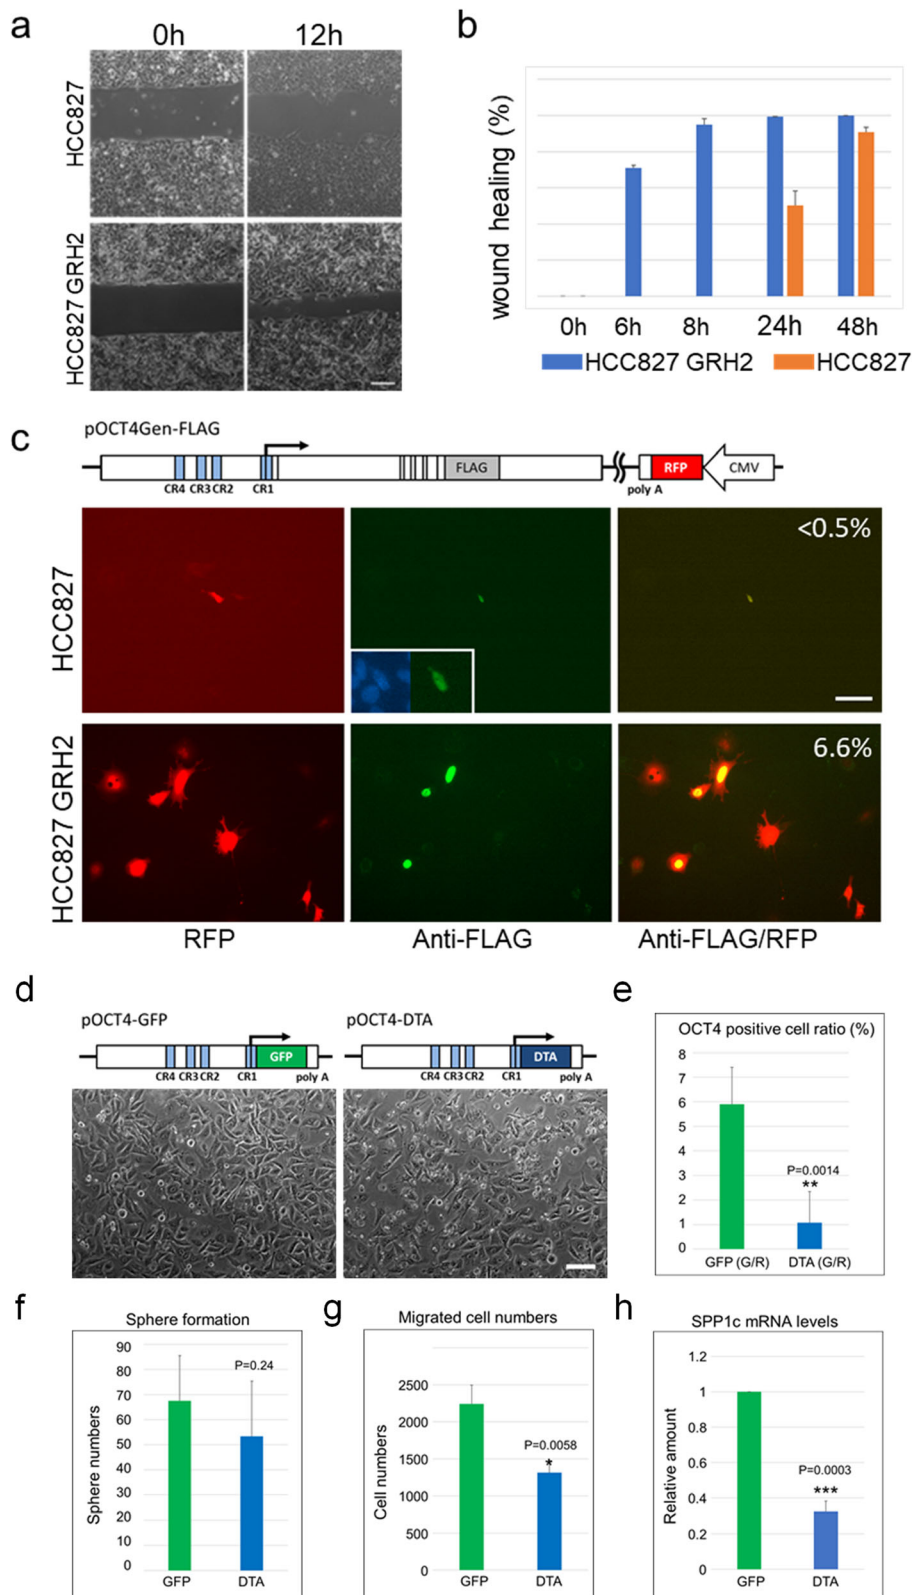 a
0h 12h
HCC827
HCC827 GRH2
b
wound healing (%)
0h 6h 8h 24h 48h
HCC827 GRH2 HCC827
c
pOCT4Gen-FLAG
FLAG RFP CMV
CR4 CR3 CR2 CR1 poly A
HCC827
<0.5%
HCC827 GRH2
6.6%
RFP Anti-FLAG Anti-FLAG/RFP
d
pOCT4-GFP pOCT4-DTA
GFP DTA
CR4 CR3 CR2 CR1 poly A CR4 CR3 CR2 CR1 poly A
e
OCT4 positive cell ratio (%)
8
7
6
5
4
3
2
1
0
P=0.0014
**
GFP (G/R) DTA (G/R)
f
Sphere formation
Sphere numbers
90
80
70
60
50
40
30
20
10
0
P=0.24
GFP DTA
g
Migrated cell numbers
Cell numbers
2500
2000
1500
1000
500
0
P=0.0058
*
GFP DTA
h
SPP1c mRNA levels
Relative amount
1.2
1
0.8
0.6
0.4
0.2
0
P=0.0003
***
GFP DTA